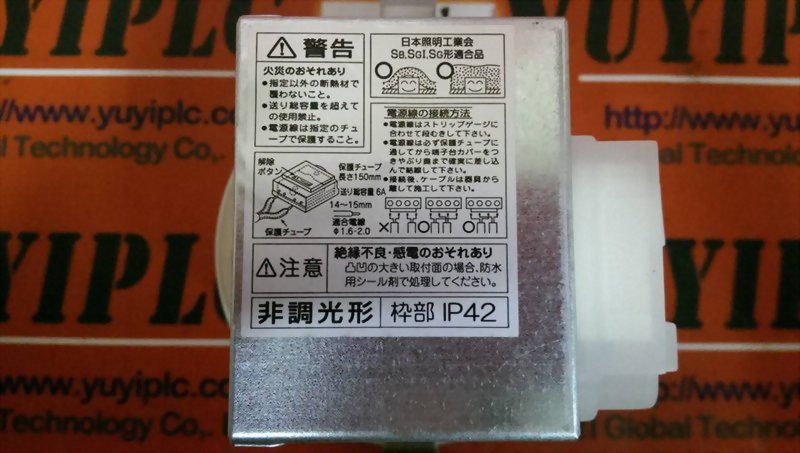 YUYIPLC
http://www.yuyiplc.co
Global Technology Co.,
⚠警告
火災のおそれあり
●指定以外の断熱材で
覆わないこと。
●送り総容量を超えて
の使用禁止。
●電源線は指定のチュ
ーブで保護すること。
日本照明工業会
SB,SGI,SG形適合品
電源線の接続方法
●電源線はストリップゲージに
合わせて段むきして下さい。
●電源線は必ず保護チューブに
通してから端子台カバーをつ
きやぶり奥まで確実に差し込
んで結線して下さい。
●接続後、ケーブルは器具から
離して施工して下さい。
解除
ボタン
保護チューブ
長さ150mm
送り総容量 6A
14〜15mm
適合電線
Φ1.6-2.0
保護チューブ
⚠注意
絶縁不良・感電のおそれあり
凸凹の大きい取付面の場合、防水
用シール剤で処理してください。
非調光形
枠部 IP42
YIPLC
www.yuyiplc.co
Technology Co.,
http://www.yuyiplc
Global Technology